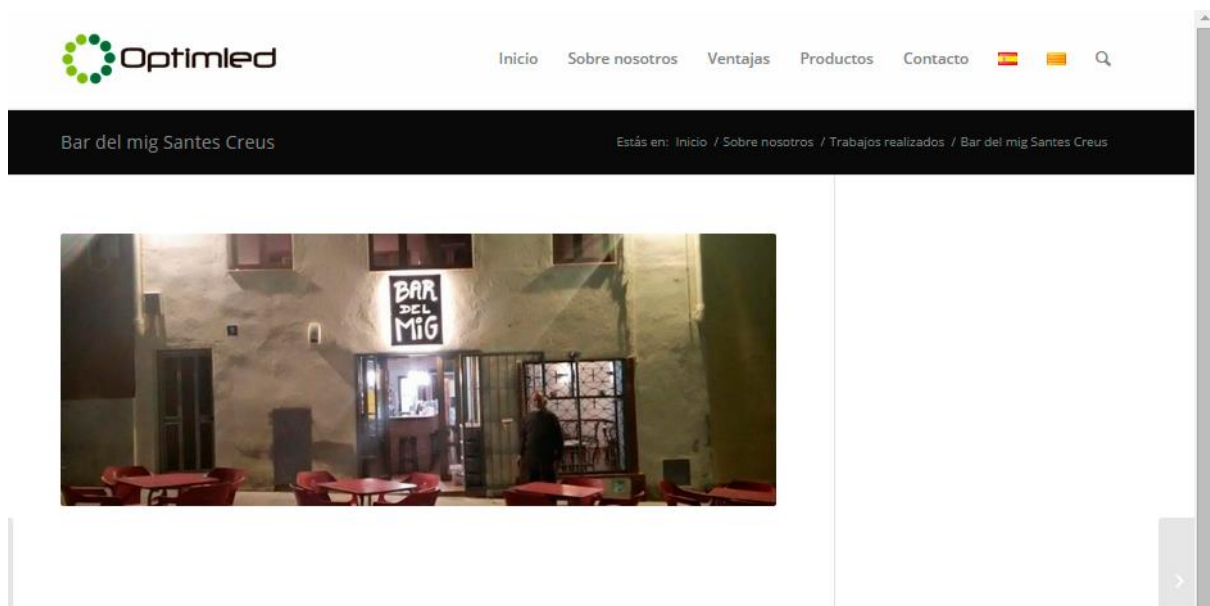 Optimled
Inicio Sobre nosotros Ventajas Productos Contacto
Bar del mig Santes Creus
Estás en: Inicio / Sobre nosotros / Trabajos realizados / Bar del mig Santes Creus
BAR
DEL
MiG